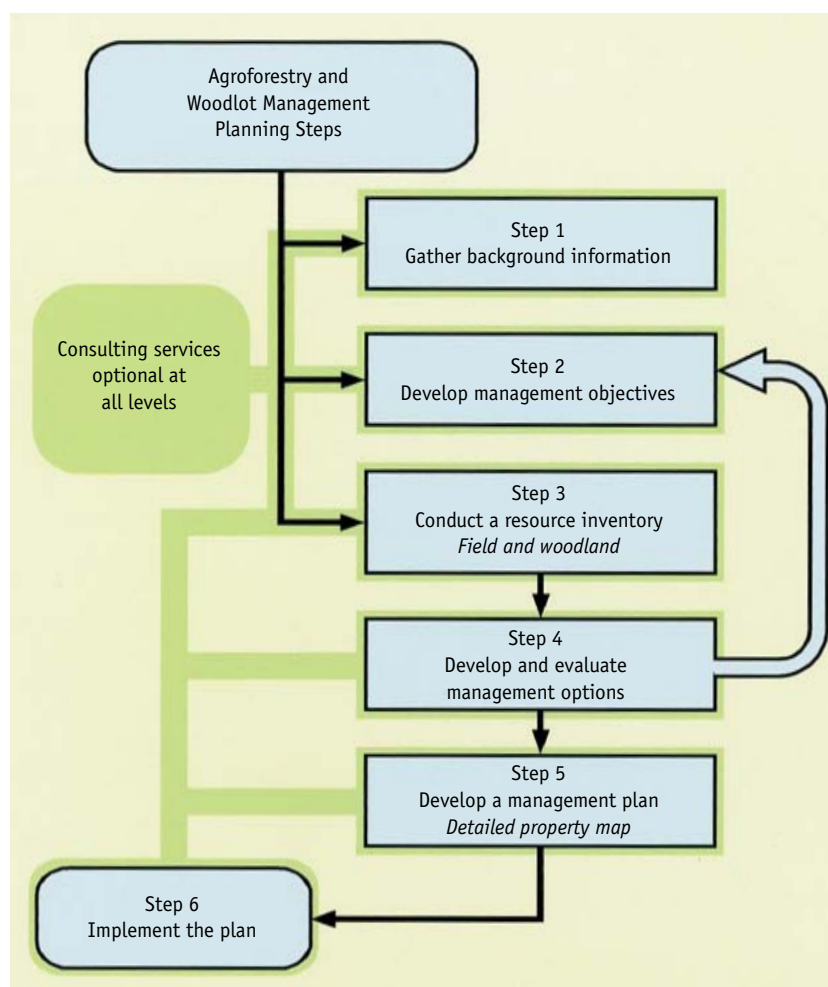 Agroforestry and
Woodlot Management
Planning Steps
Step 1
Gather background information
Consulting services
optional at
all levels
Step 2
Develop management objectives
Step 3
Conduct a resource inventory
Field and woodland
Step 4
Develop and evaluate
management options
Step 5
Develop a management plan
Detailed property map
Step 6
Implement the plan